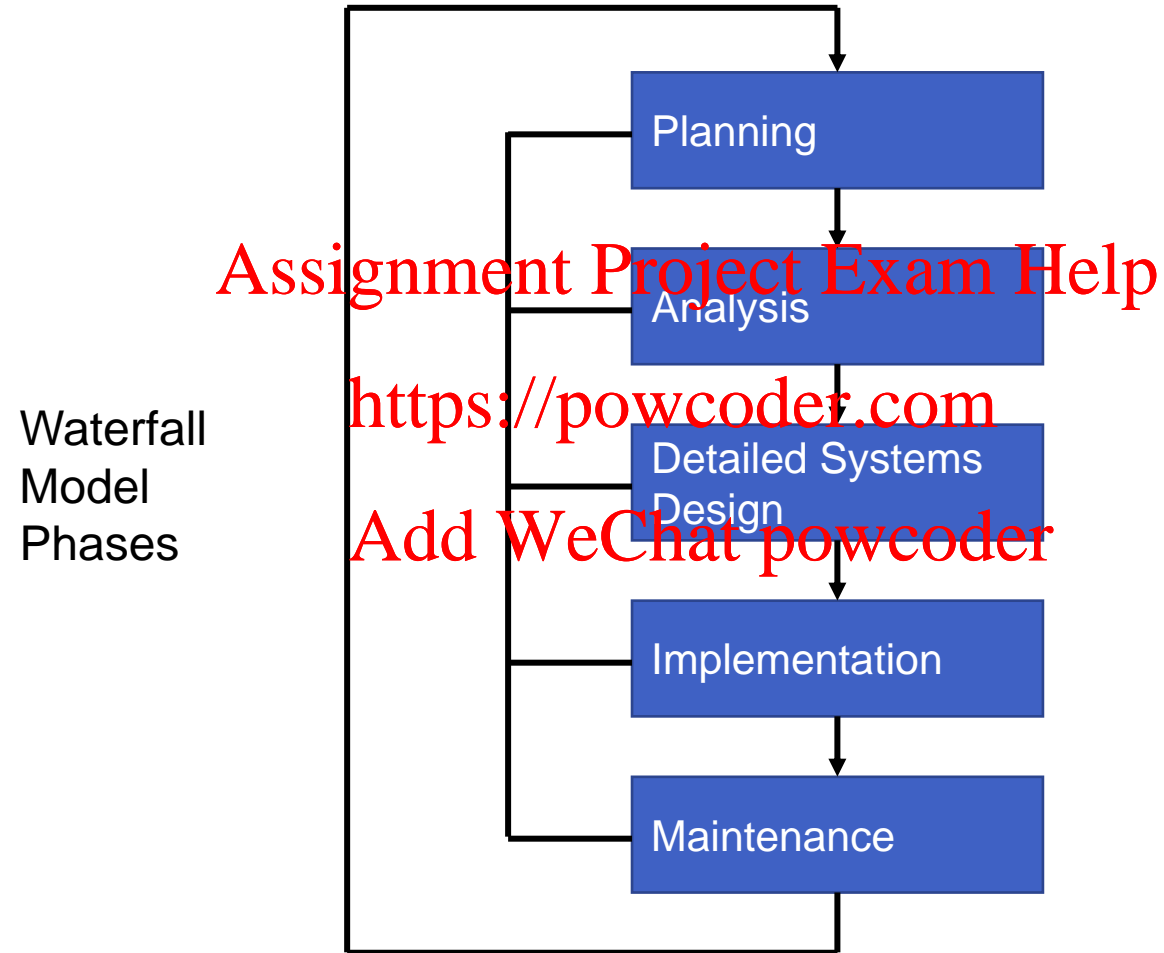 Planning
Assignment Project Exam Help
Analysis
https://powcoder.com
Waterfall
Model
Phases
Detailed Systems
Design
Add WeChat powcoder
Implementation
Maintenance